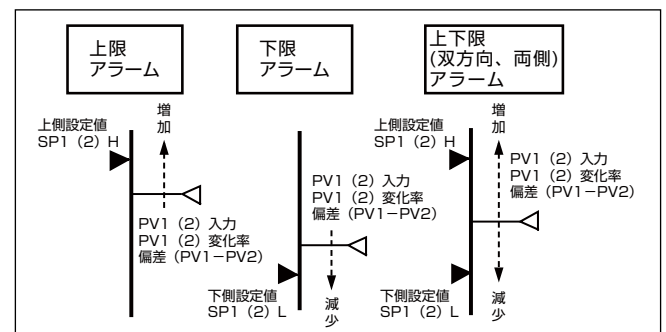 上限
アラーム
下限
アラーム
上下限
(双方向、両側)
アラーム
上側設定値
SP1（2）H
増
加
PV1（2）入力
PV1（2）変化率
偏差（PV1－PV2）
PV1（2）入力
PV1（2）変化率
偏差（PV1－PV2）
下側設定値
SP1（2）L
減
少
上側設定値
SP1（2）H
増
加
PV1（2）入力
PV1（2）変化率
偏差（PV1－PV2）
下側設定値
SP1（2）L
減
少